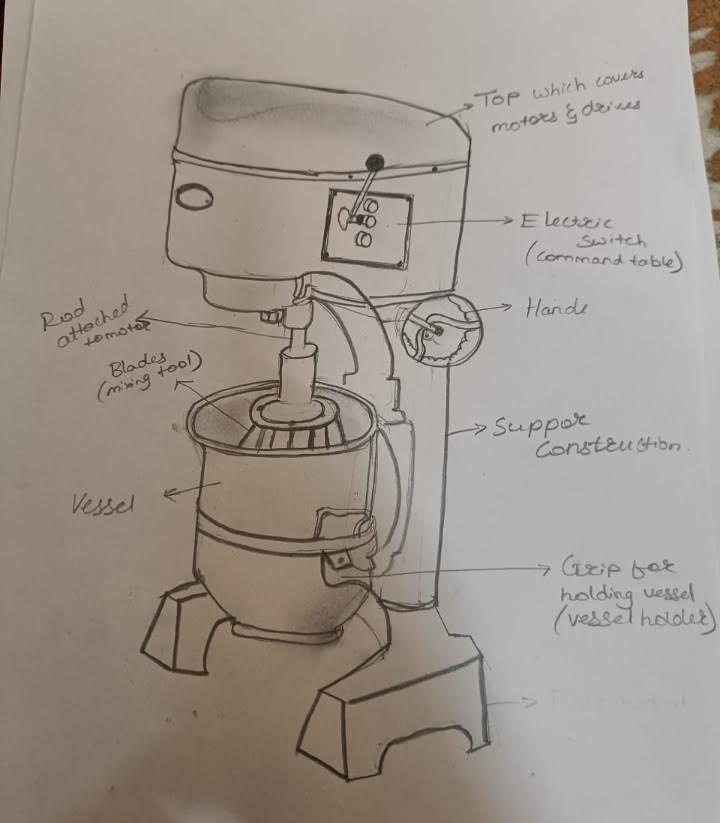 Top which covers
motors & drives
Electric
Switch
(command table)
Hande
Rod
attached
to motor
Blades
(mixing tool)
Suppor
Construction.
Vessel
Grip for
holding vessel
(vessel holder)